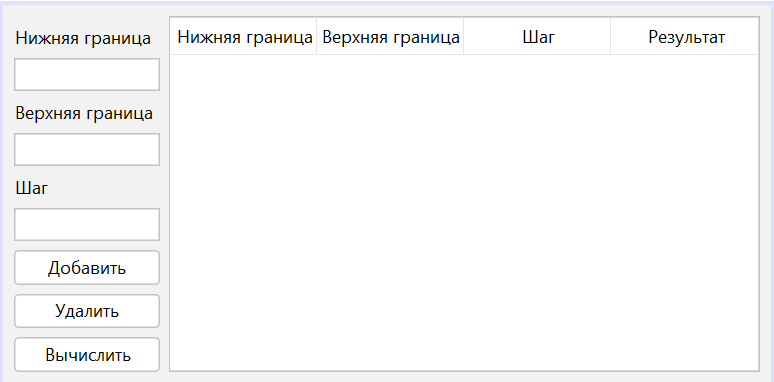 Нижняя граница
Верхняя граница
Шаг
Добавить
Удалить
Вычислить
Нижняя граница Верхняя граница Шаг Результат